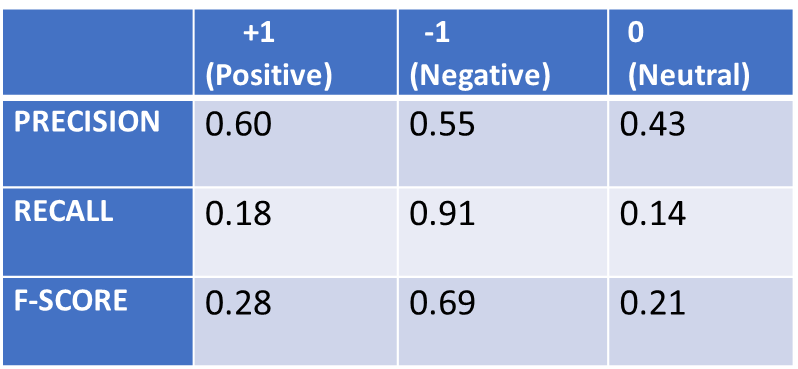 +1 -1 0
(Positive) (Negative) (Neutral)
PRECISION 0.60 0.55 0.43
RECALL 0.18 0.91 0.14
F-SCORE 0.28 0.69 0.21